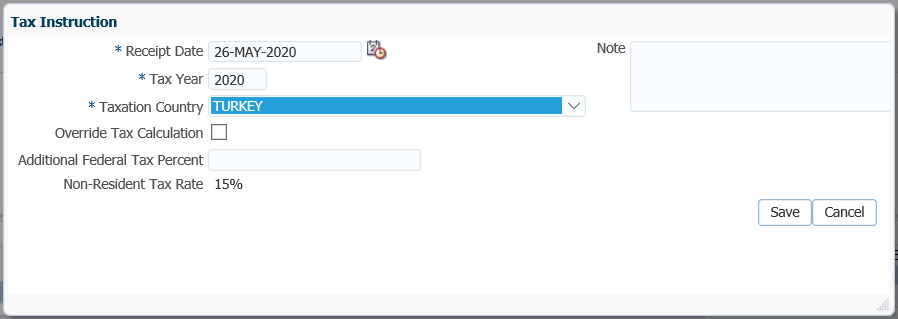 Tax Instruction
* Receipt Date 26-MAY-2020
Note
* Tax Year 2020
* Taxation Country TURKEY
Override Tax Calculation
Additional Federal Tax Percent
Non-Resident Tax Rate 15%
Save Cancel